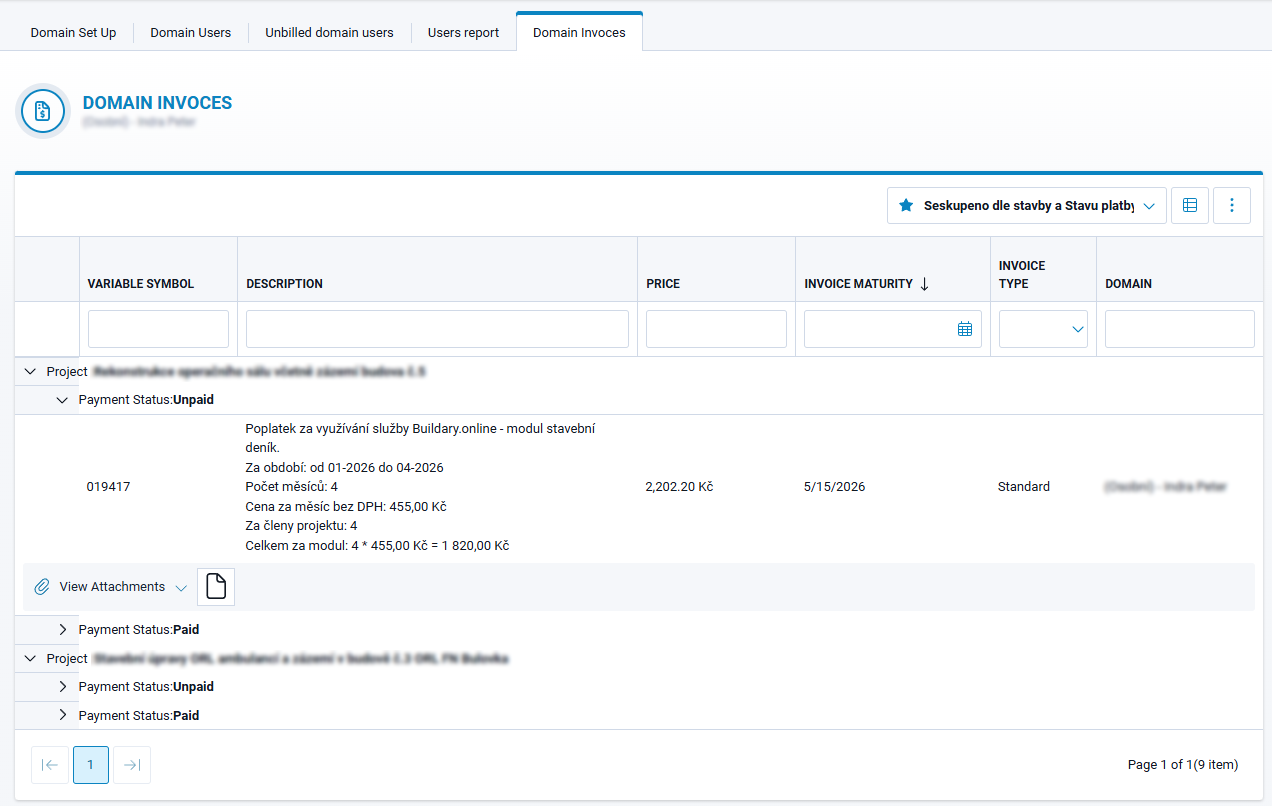 Domain Set Up
Domain Users
Unbilled domain users
Users report
Domain Invoces
DOMAIN INVOCES
Seskupeno dle stavby a Stavu platby
VARIABLE SYMBOL
DESCRIPTION
PRICE
INVOICE MATURITY
INVOICE TYPE
DOMAIN
Project
Payment Status:Unpaid
019417
Poplatek za využívání služby Buildary.online - modul stavební
deník.
Za období: od 01-2026 do 04-2026
Počet měsíců: 4
Cena za měsíc bez DPH: 455,00 Kč
Za členy projektu: 4
Celkem za modul: 4 * 455,00 Kč = 1 820,00 Kč
2,202.20 Kč
5/15/2026
Standard
View Attachments
Payment Status:Paid
Project
Payment Status:Unpaid
Payment Status:Paid
1
Page 1 of 1(9 item)